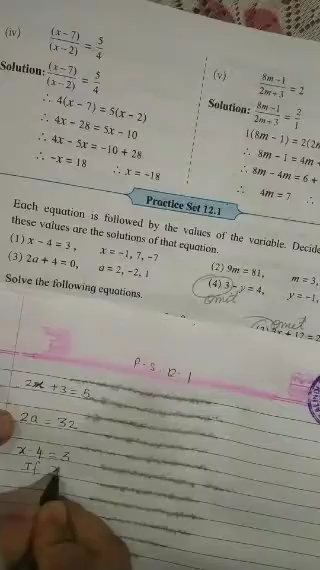 (iv) (x-7)/(x-2) = 5/4
Solution: (x-7)/(x-2) = 5/4
∴ 4(x-7) = 5(x-2)
∴ 4x-28 = 5x-10
∴ 4x-5x = -10+28
∴ -x = 18 ∴ x = -18
(v) (8m-1)/(2m+3) = 2
Solution: (8m-1)/(2m+3) = 2/1
1(8m-1) = 2(2m
∴ 8m-1 = 4m +
∴ 8m-4m = 6 +
∴ 4m = 7 ∴
Practice Set 12.1
Each equation is followed by the values of the variable. Decide
these values are the solutions of that equation.
(1) x - 4 = 3, x = -1, 7, -7
(2) 9m = 81, m = 3,
(3) 2a + 4 = 0, a = 2, -2, 1
(4) 3 - y = 4, y = -1,
omit
Solve the following equations.
omit
P. S. 12.1
2x + 3 = 5
2a = 32
x - 4 = 3
If